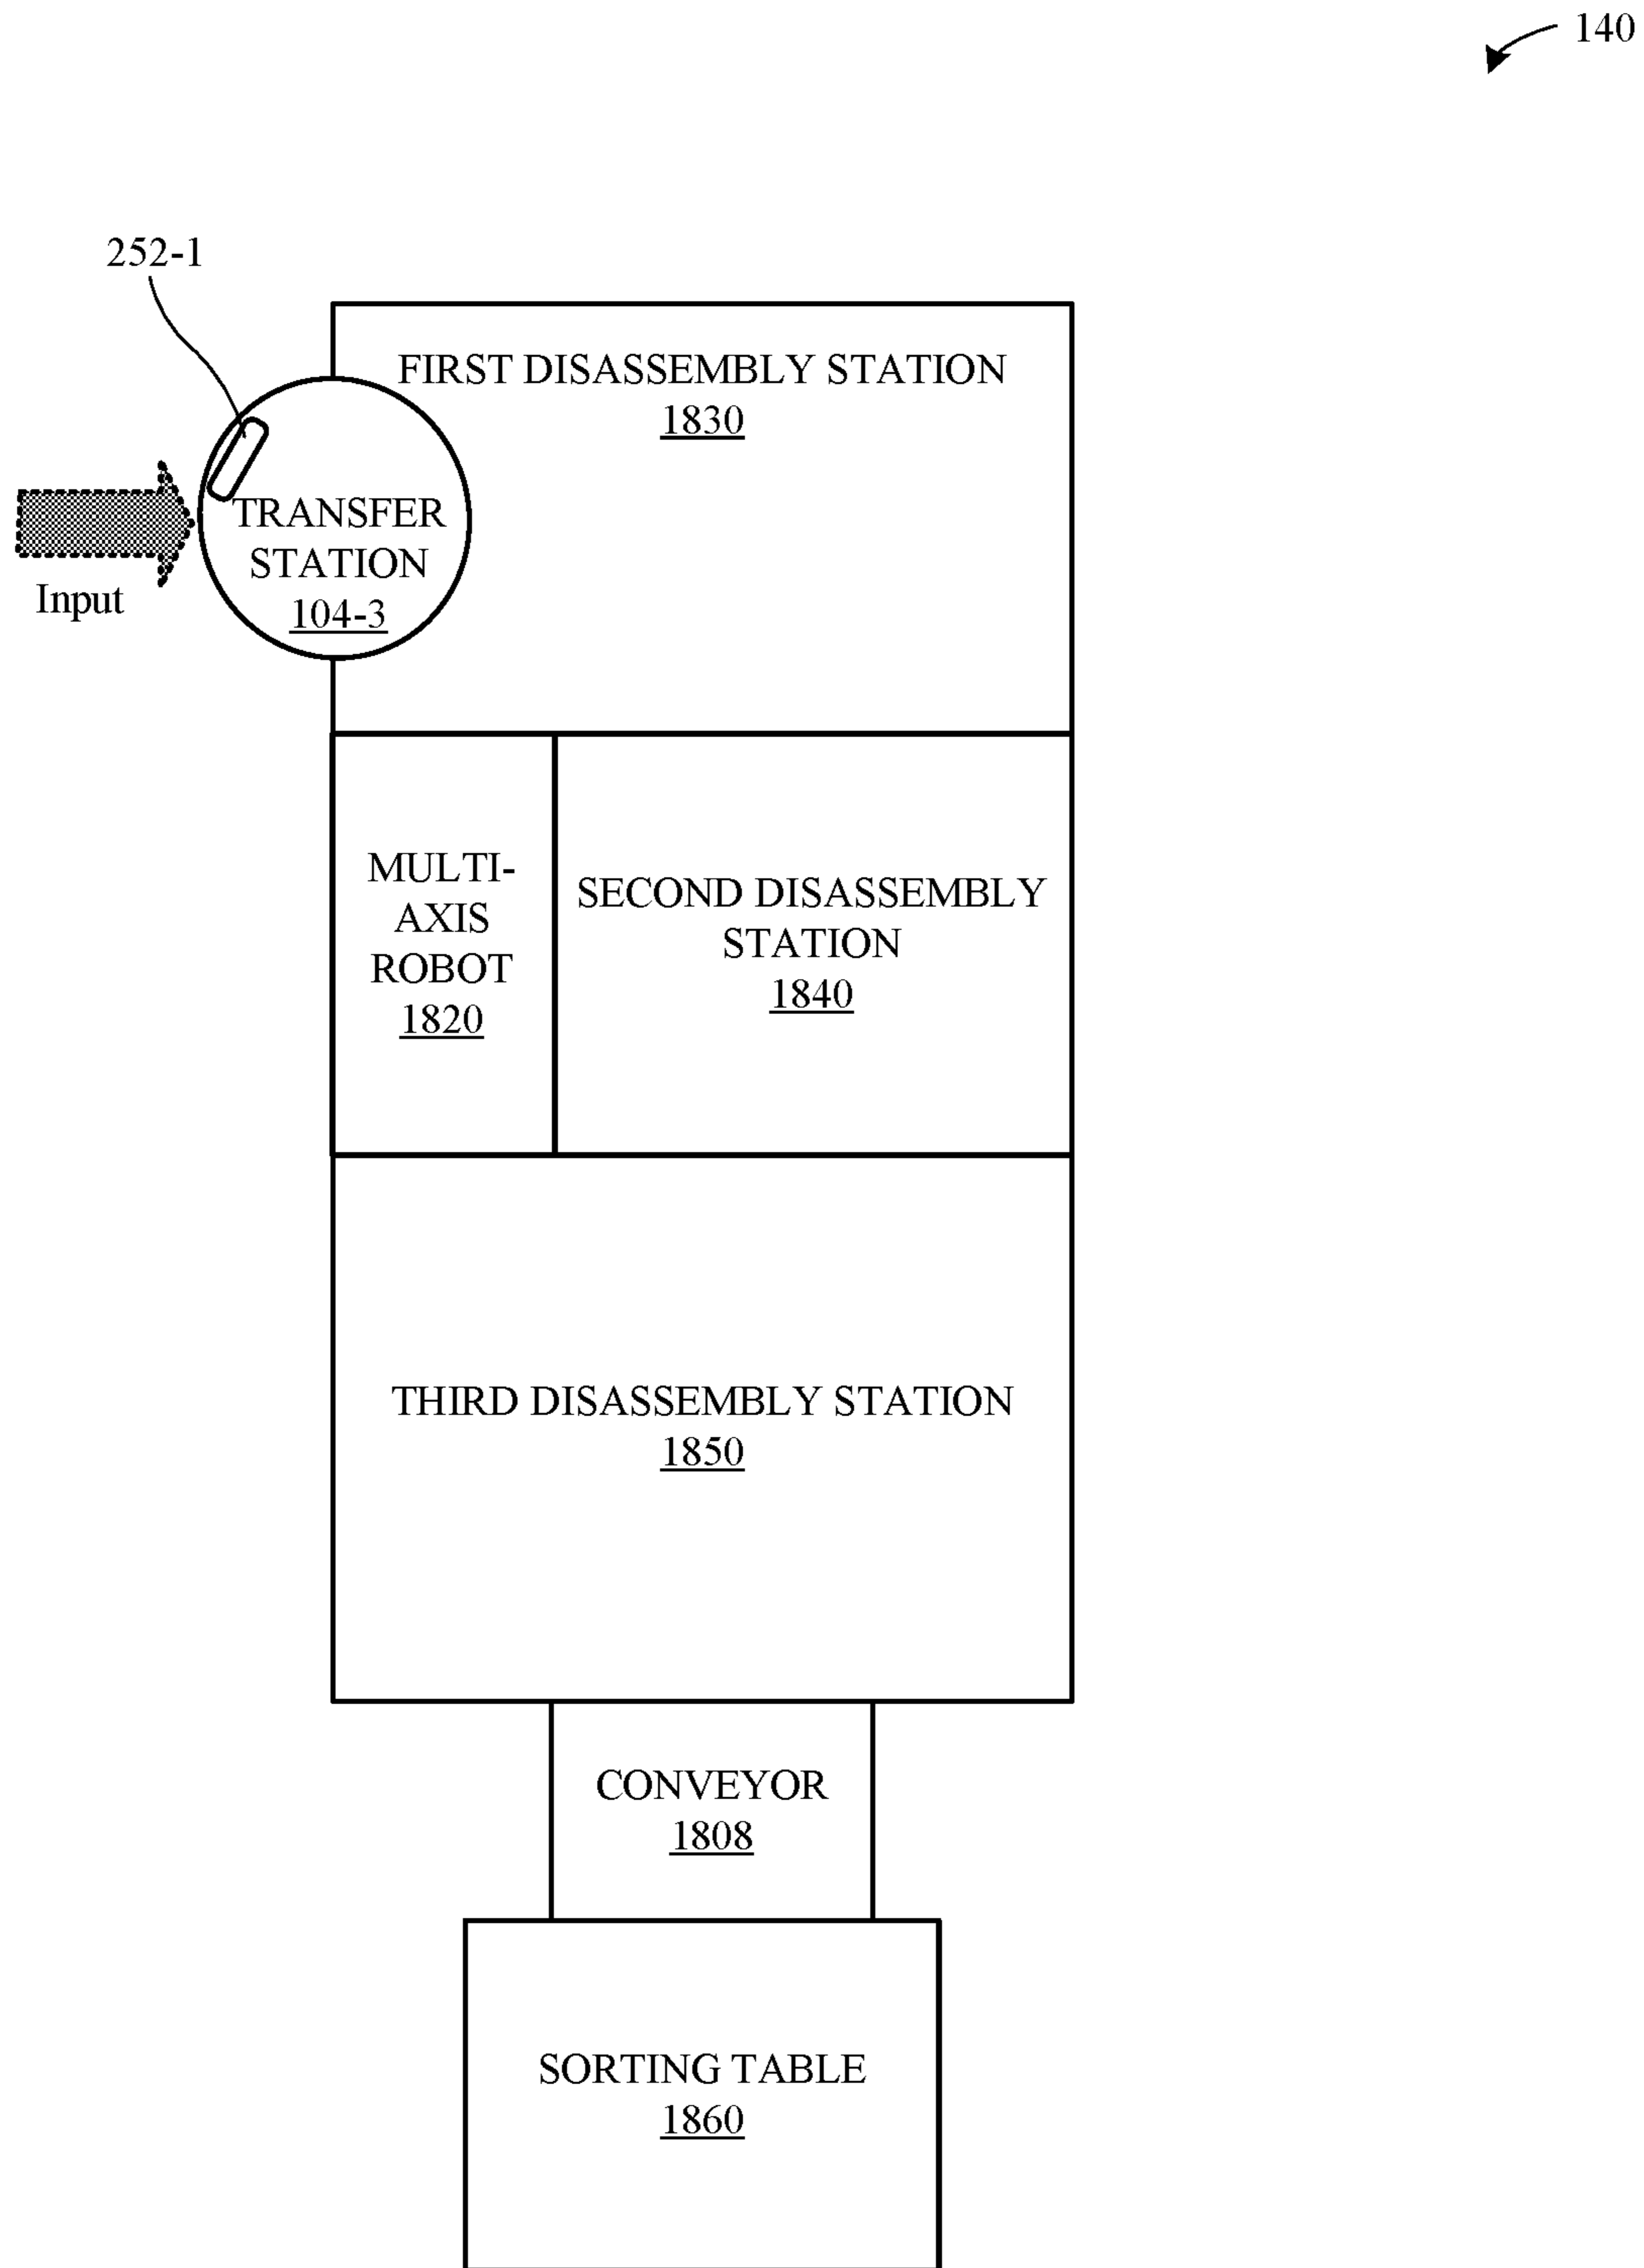 140
252-1
FIRST DISASSEMBLY STATION
1830
TRANSFER
STATION
104-3
Input
MULTI-
AXIS
ROBOT
1820
SECOND DISASSEMBLY
STATION
1840
THIRD DISASSEMBLY STATION
1850
CONVEYOR
1808
SORTING TABLE
1860